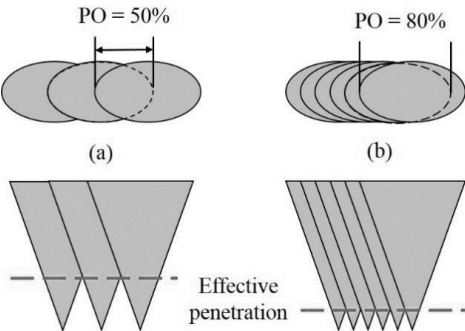 PO = 50%
PO = 80%
(a)
(b)
Effective
penetration